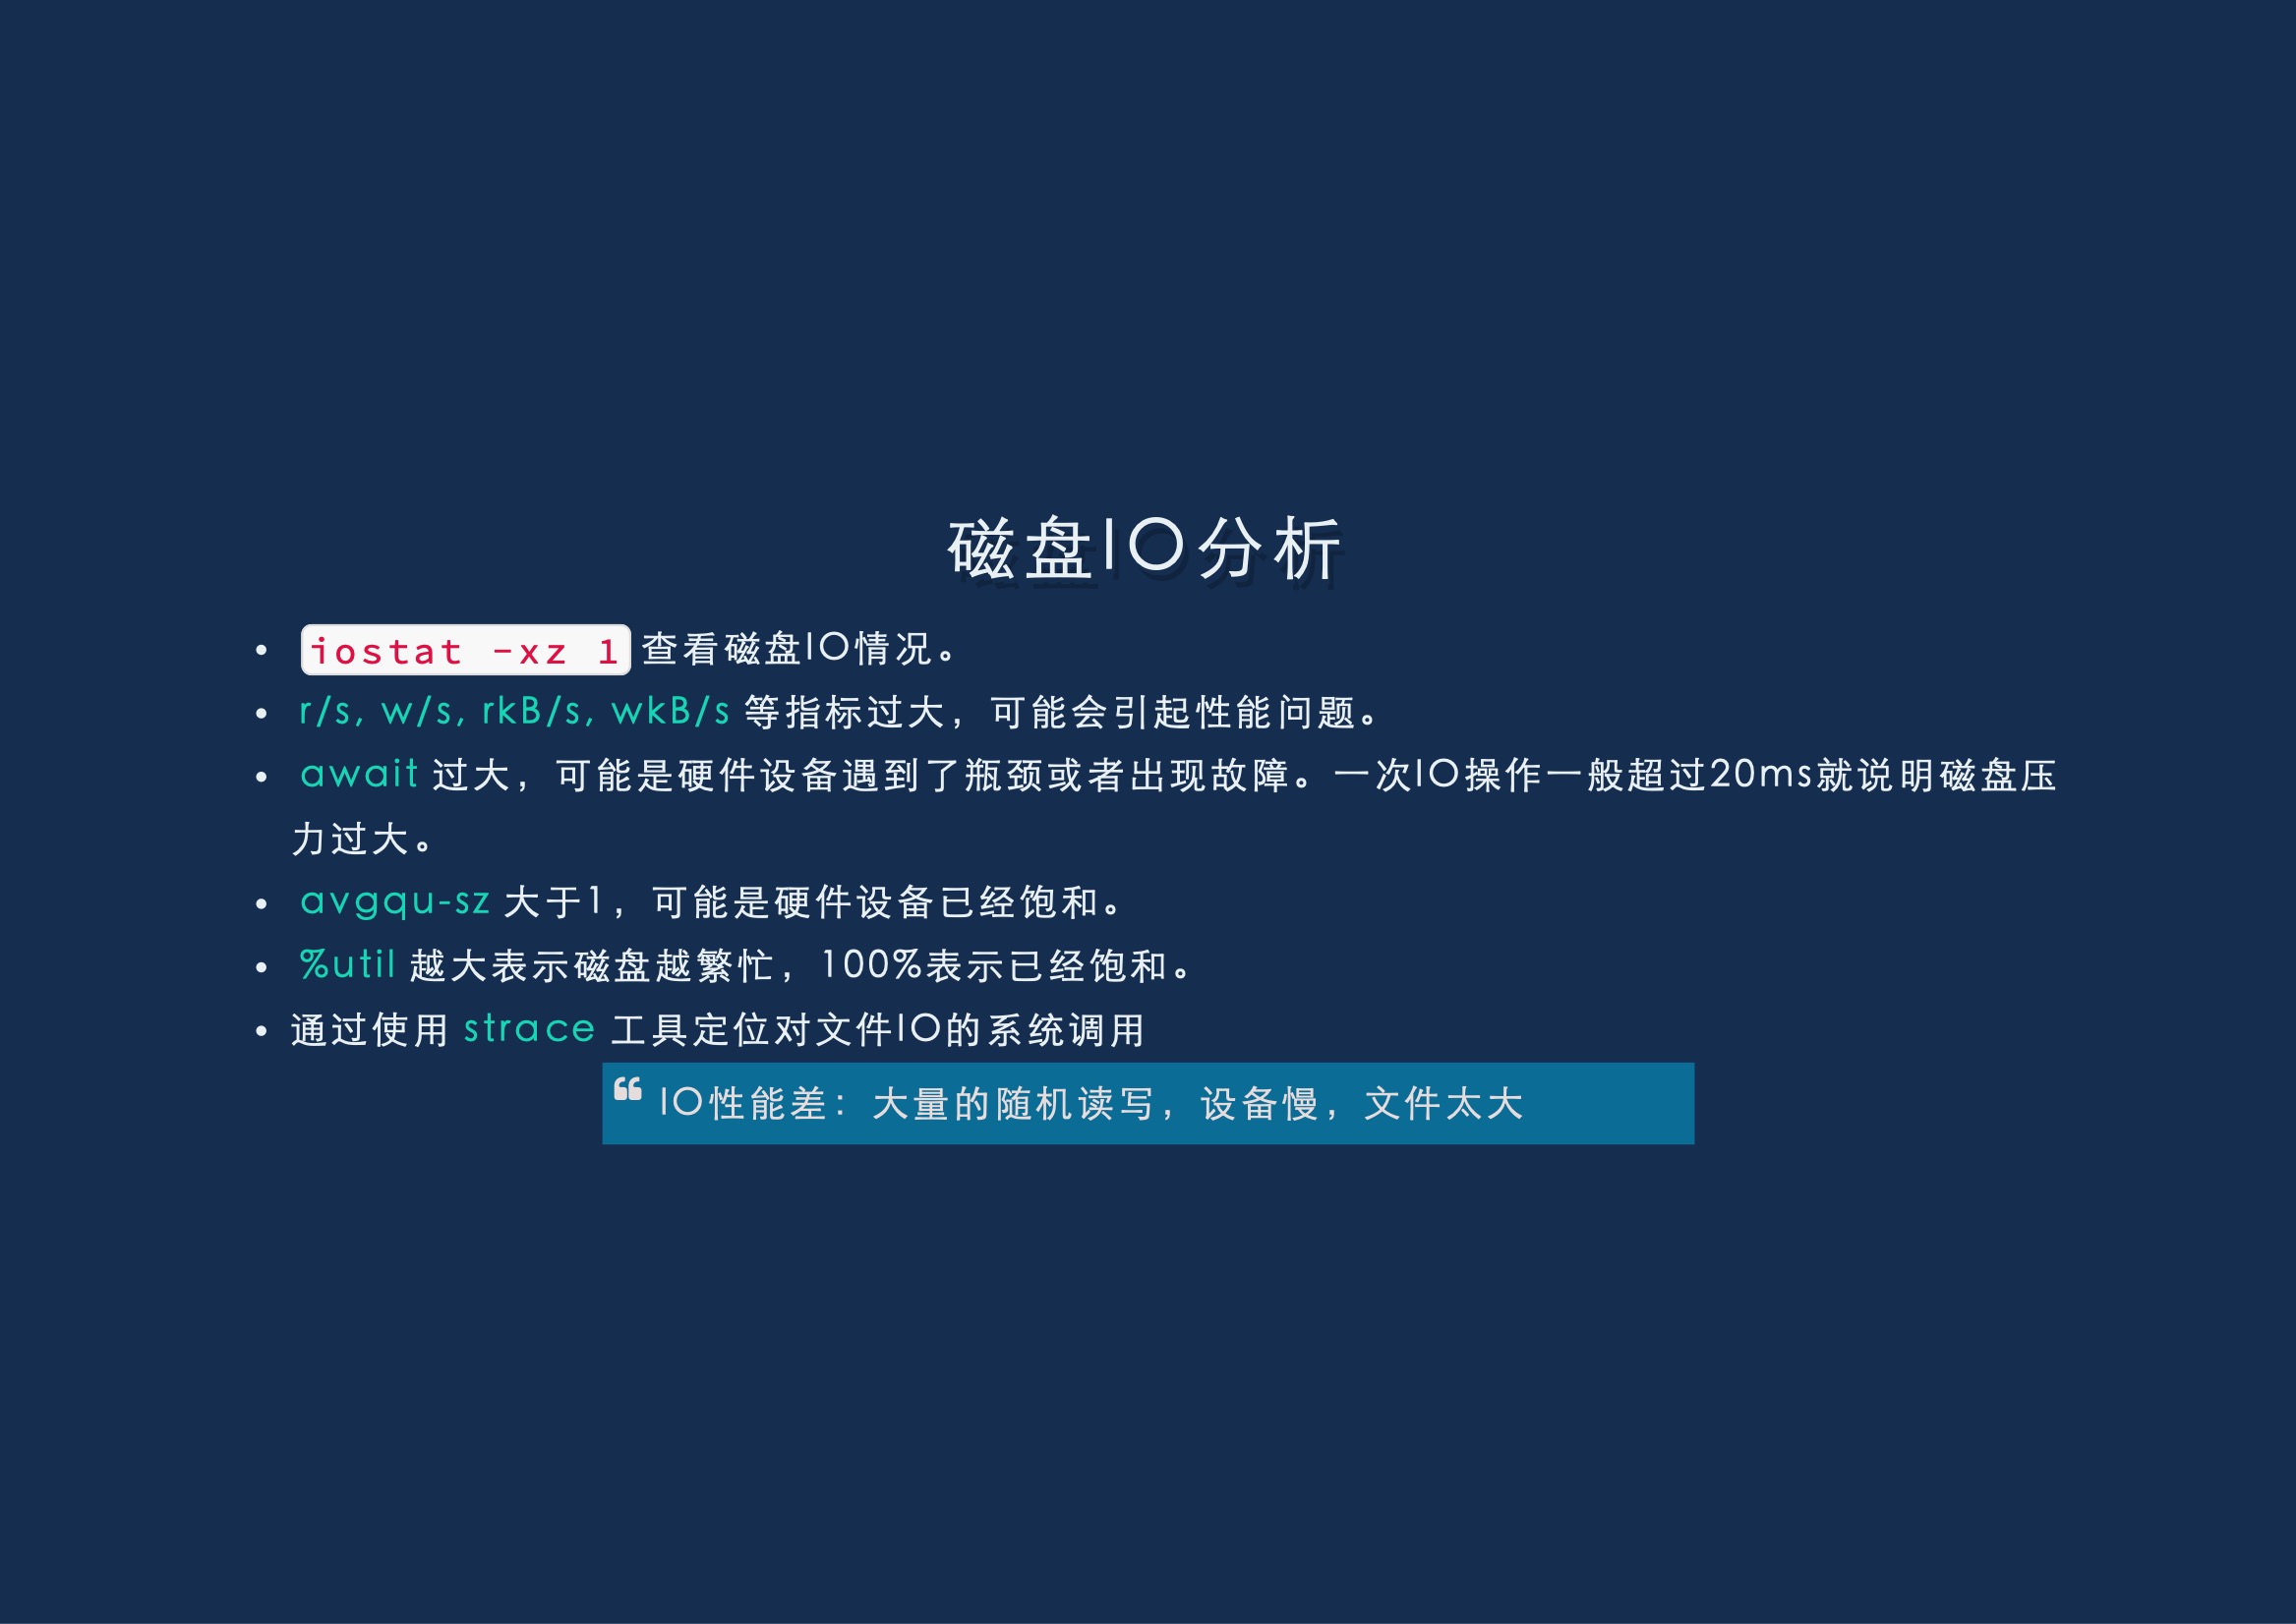 磁盘IO分析
• iostat -xz 1 查看磁盘IO情况。
• r/s, w/s, rkB/s, wkB/s 等指标过大，可能会引起性能问题。
• await 过大，可能是硬件设备遇到了瓶颈或者出现故障。一次IO操作一般超过20ms就说明磁盘压
力过大。
• avgqu-sz 大于1，可能是硬件设备已经饱和。
• %util 越大表示磁盘越繁忙，100%表示已经饱和。
• 通过使用 strace 工具定位对文件IO的系统调用
❝ IO性能差：大量的随机读写，设备慢，文件太大